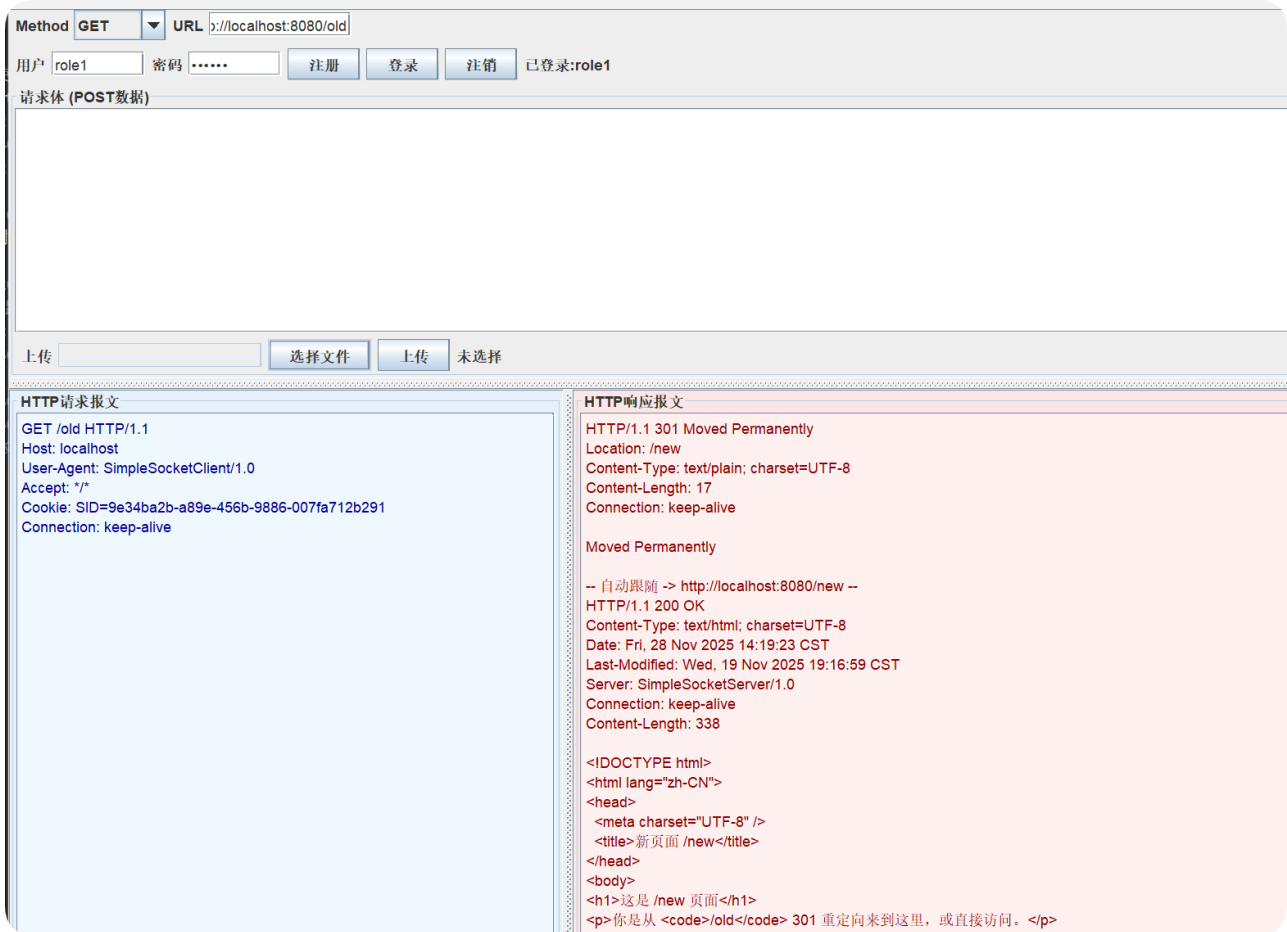 Method GET URL ://localhost:8080/old
用户 role1 密码 •••••• 注册 登录 注销 已登录:role1
请求体 (POST数据)
上传 选择文件 上传 未选择
HTTP请求报文
GET /old HTTP/1.1
Host: localhost
User-Agent: SimpleSocketClient/1.0
Accept: */*
Cookie: SID=9e34ba2b-a89e-456b-9886-007fa712b291
Connection: keep-alive
HTTP响应报文
HTTP/1.1 301 Moved Permanently
Location: /new
Content-Type: text/plain; charset=UTF-8
Content-Length: 17
Connection: keep-alive
Moved Permanently
-- 自动跟随 -> http://localhost:8080/new --
HTTP/1.1 200 OK
Content-Type: text/html; charset=UTF-8
Date: Fri, 28 Nov 2025 14:19:23 CST
Last-Modified: Wed, 19 Nov 2025 19:16:59 CST
Server: SimpleSocketServer/1.0
Connection: keep-alive
Content-Length: 338
<!DOCTYPE html>
<html lang="zh-CN">
<head>
<meta charset="UTF-8" />
<title>新页面 /new</title>
</head>
<body>
<h1>这是 /new 页面</h1>
<p>你是从 <code>/old</code> 301 重定向来到这里，或直接访问。</p>